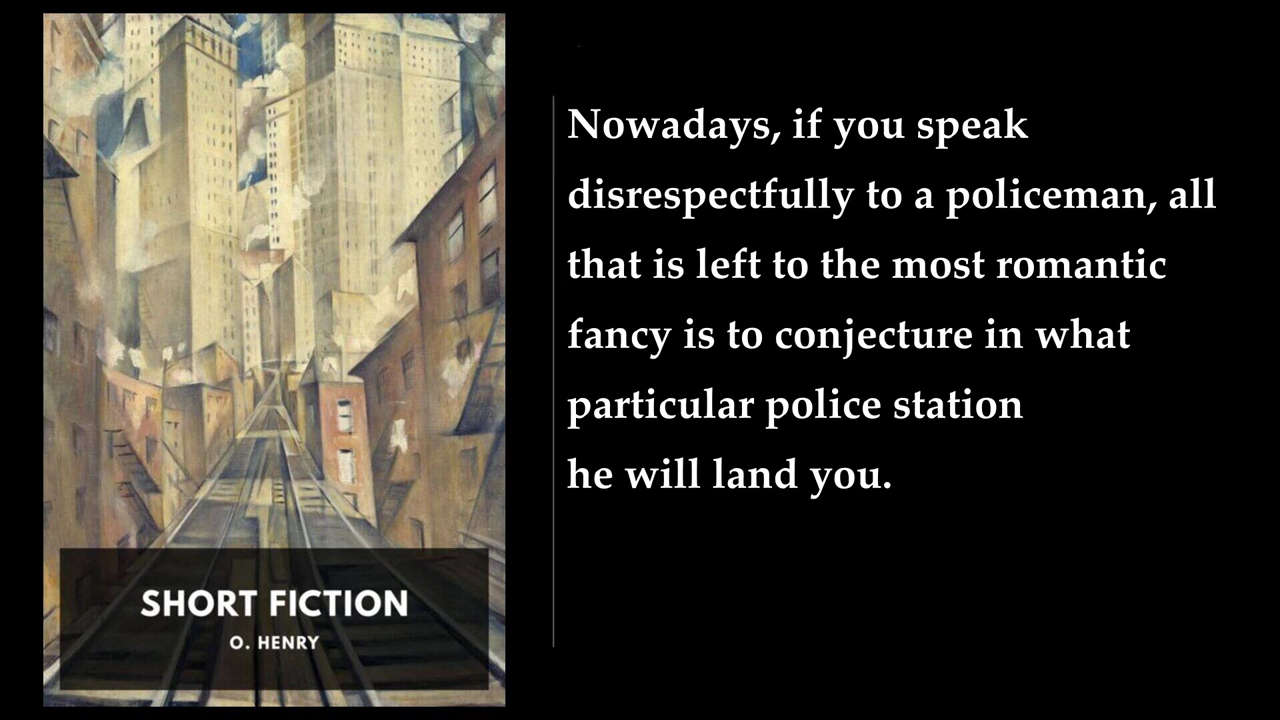 Nowadays, if you speak
disrespectfully to a policeman, all
that is left to the most romantic
fancy is to conjecture in what
particular police station
he will land you.
SHORT FICTION
O. HENRY